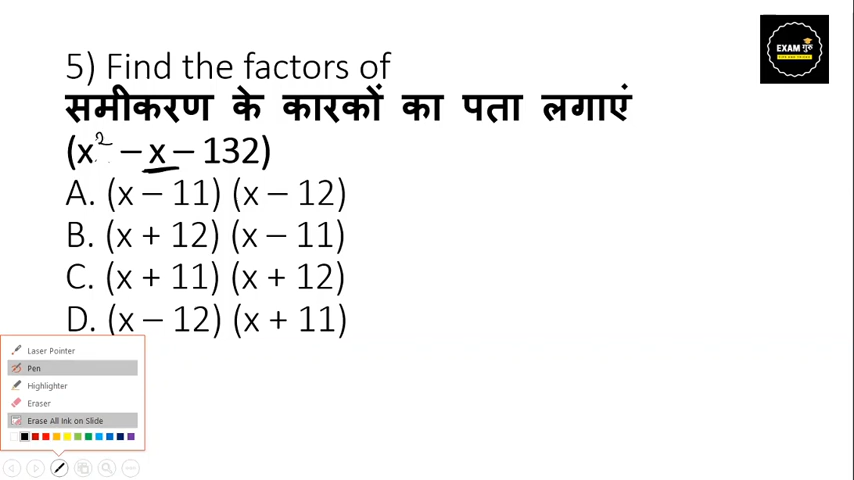 EXAM गुरु
5) Find the factors of
समीकरण के कारकों का पता लगाएं
(x² – x – 132)
A. (x – 11) (x – 12)
B. (x + 12) (x – 11)
C. (x + 11) (x + 12)
D. (x – 12) (x + 11)
Laser Pointer
Pen
Highlighter
Eraser
Erase All Ink on Slide